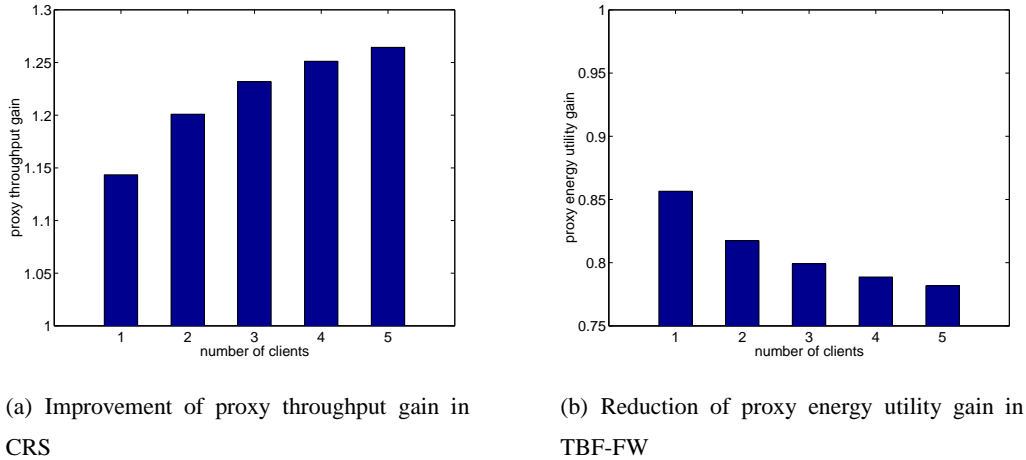 1.3
1.25
1.2
1.15
1.1
1.05
1
proxy throughput gain
1 2 3 4 5
number of clients
1
0.95
0.9
0.85
0.8
0.75
proxy energy utility gain
1 2 3 4 5
number of clients
(a) Improvement of proxy throughput gain in
CRS
(b) Reduction of proxy energy utility gain in
TBF-FW